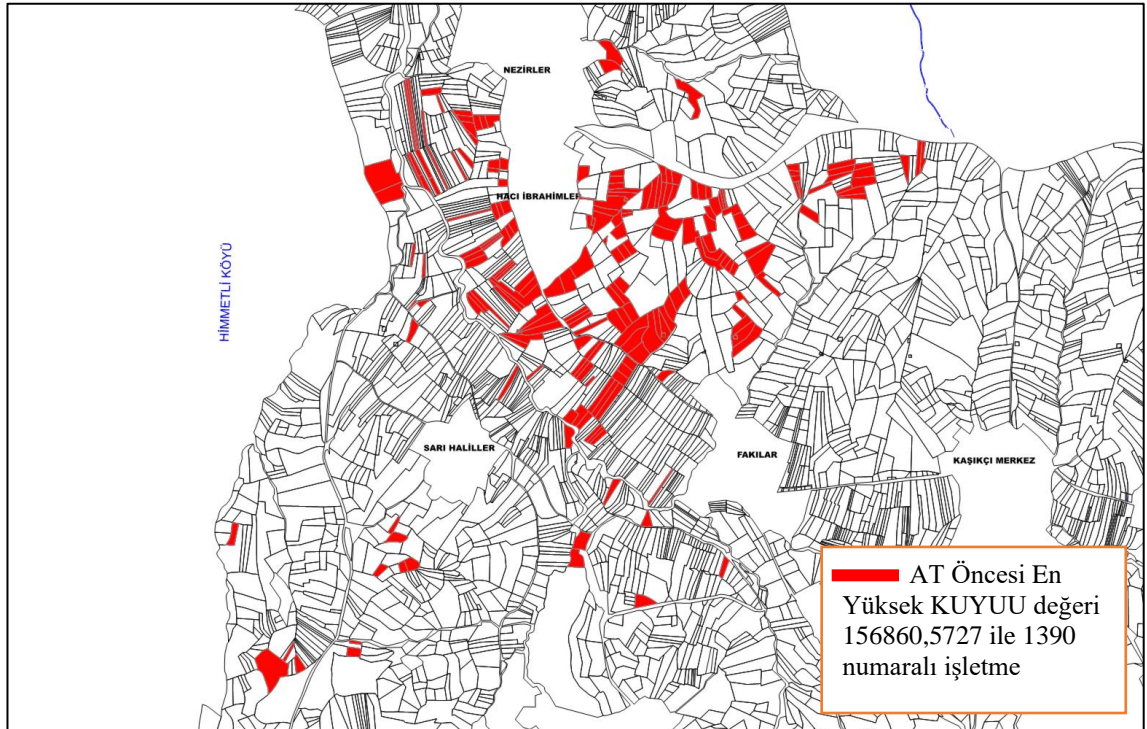 NEZİRLER
HACI İBRAHİMLER
HİMMETLİ KÖYÜ
SARI HALİLLER
FAKILAR
KAŞIKÇI MERKEZ
AT Öncesi En
Yüksek KUYUU değeri
156860,5727 ile 1390
numaralı işletme